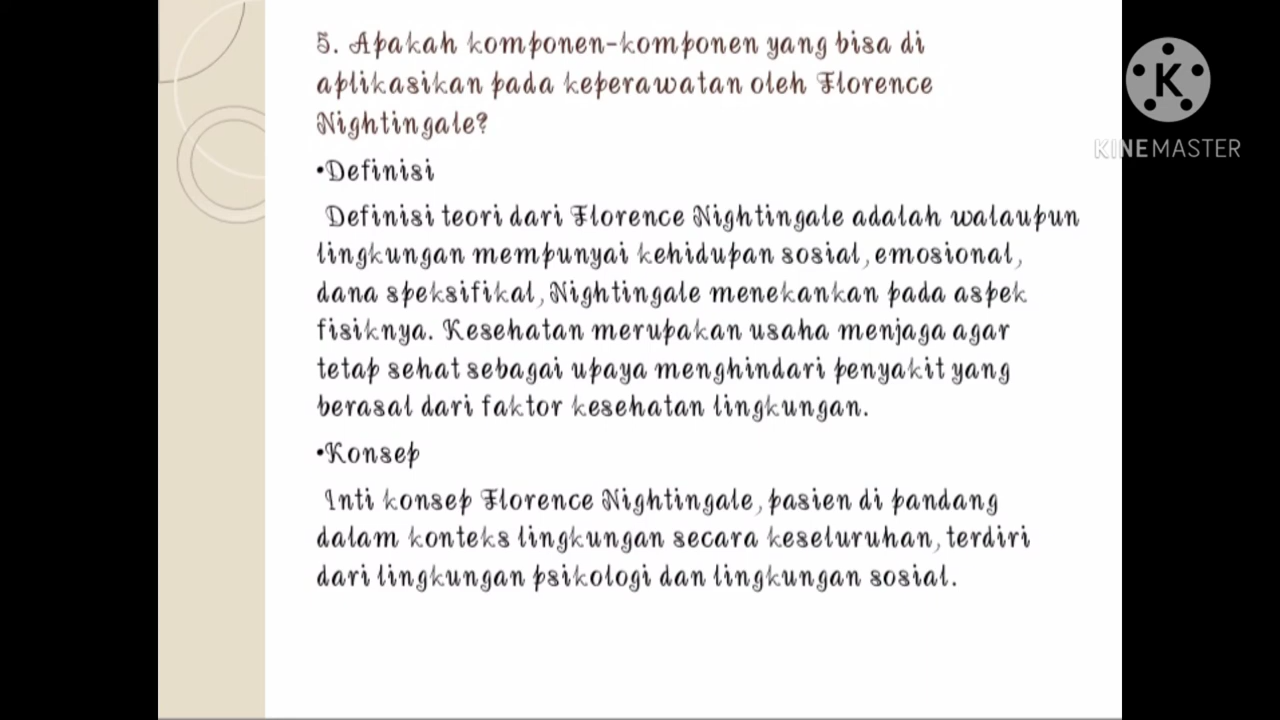 5. Apakah komponen-komponen yang bisa di
aplikasikan pada keperawatan oleh Florence
Nightingale?
•Definisi
Definisi teori dari Florence Nightingale adalah walaupun
lingkungan mempunyai kehidupan sosial, emosional,
dana speksifikal, Nightingale menekankan pada aspek
fisiknya. Kesehatan merupakan usaha menjaga agar
tetap sehat sebagai upaya menghindari penyakit yang
berasal dari faktor kesehatan lingkungan.
•Konsep
Inti konsep Florence Nightingale, pasien di pandang
dalam konteks lingkungan secara keseluruhan, terdiri
dari lingkungan psikologi dan lingkungan sosial.
K
KINEMASTER